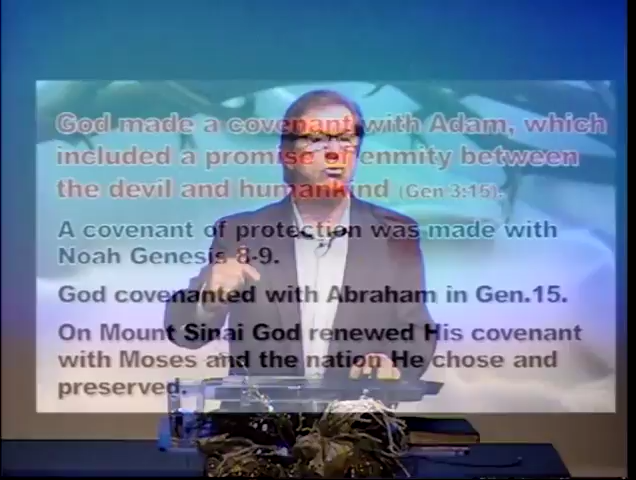 God made a covenant with Adam, which
included a promise of enmity between
the devil and humankind (Gen 3:15).
A covenant of protection was made with
Noah Genesis 8-9.
God covenanted with Abraham in Gen.15.
On Mount Sinai God renewed His covenant
with Moses and the nation He chose and
preserved.